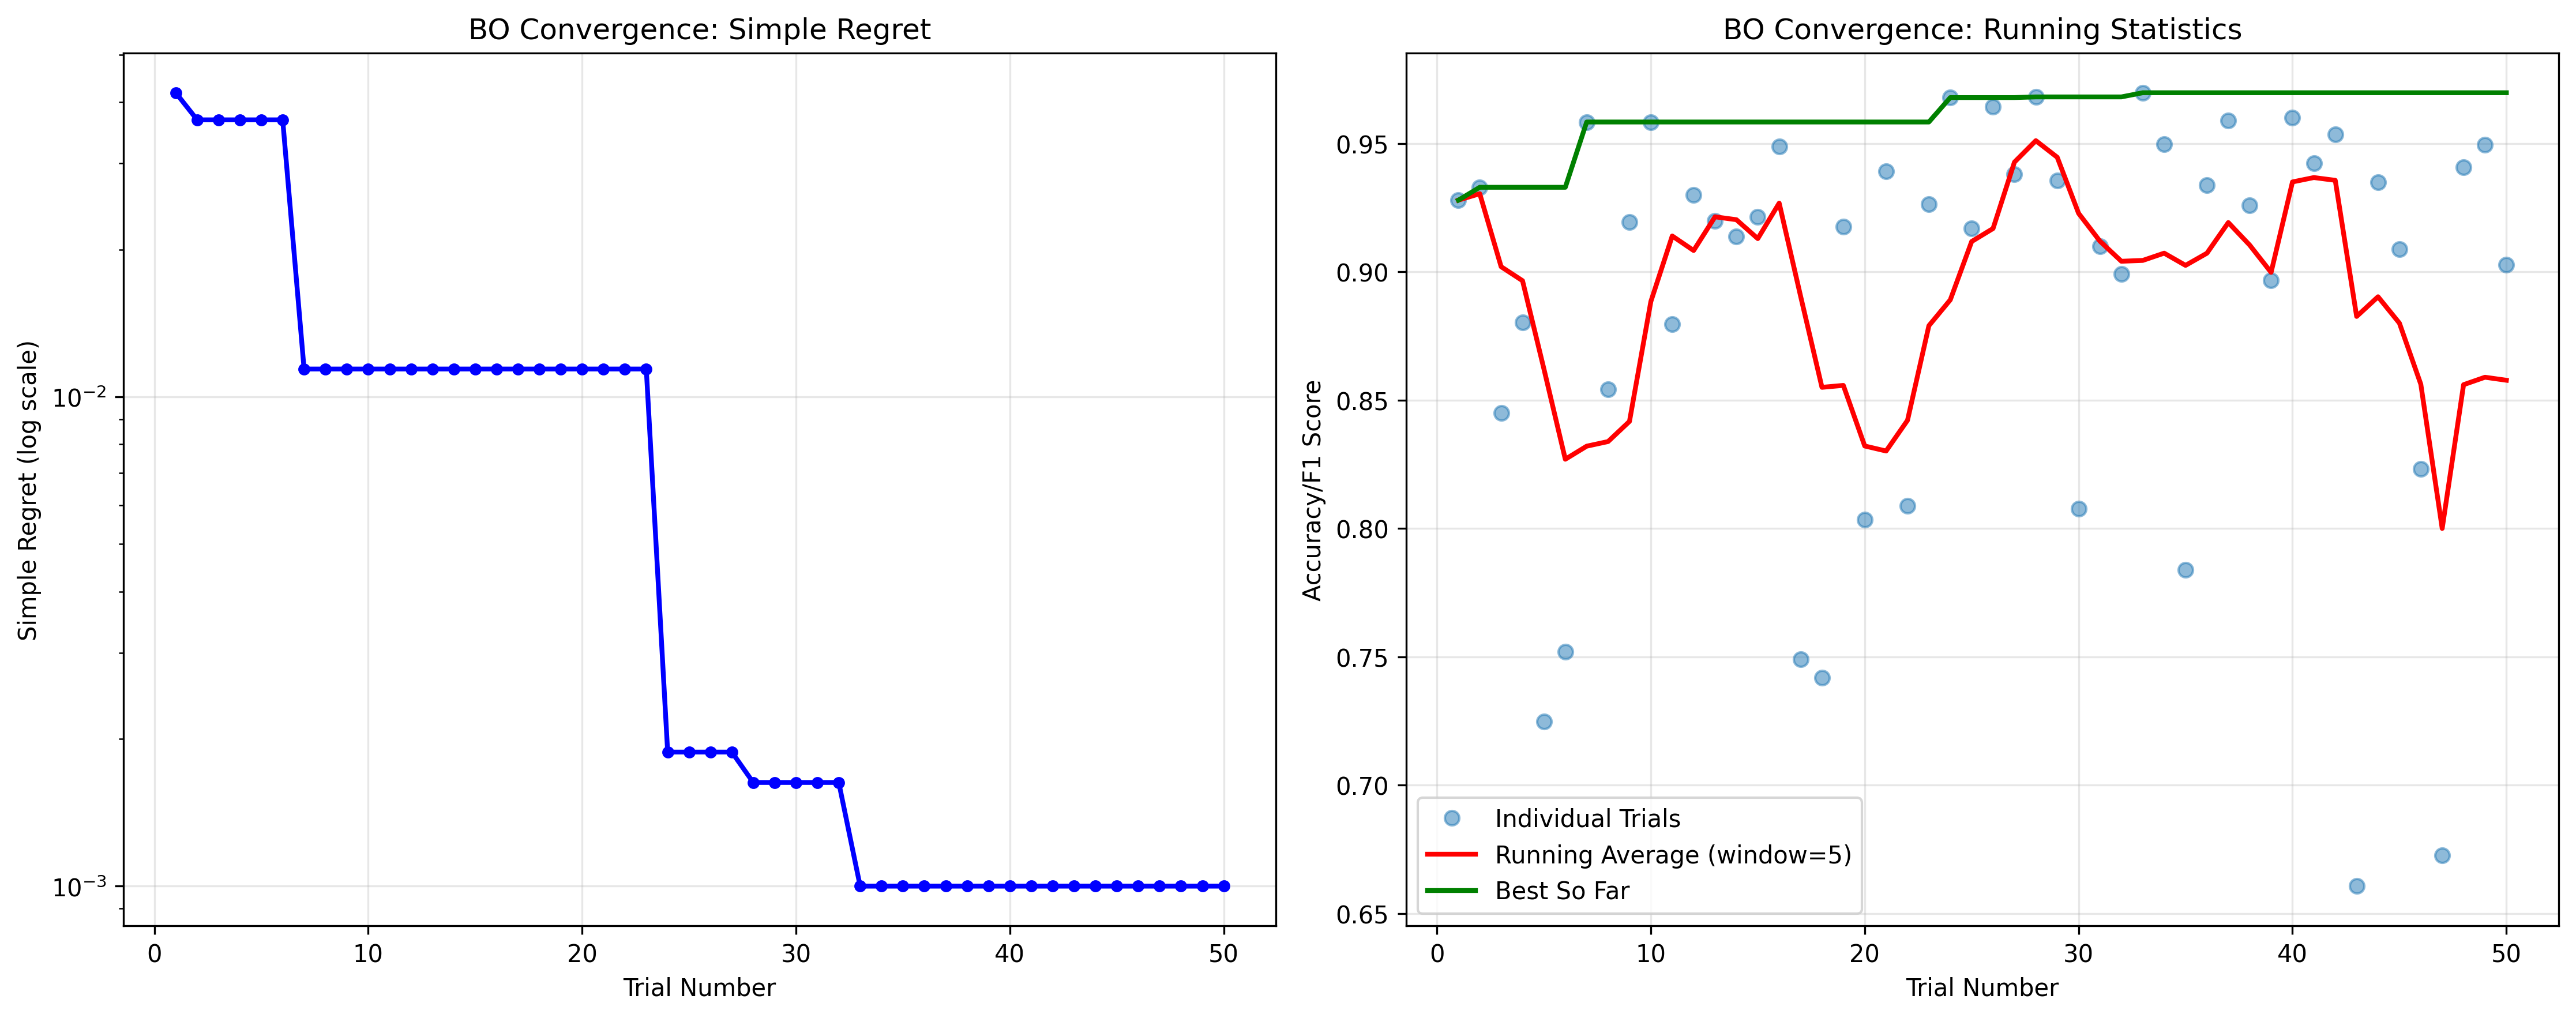 BO Convergence: Simple Regret
Simple Regret (log scale)
10⁻²
10⁻³
0 10 20 30 40 50
Trial Number
BO Convergence: Running Statistics
Accuracy/F1 Score
0.95
0.90
0.85
0.80
0.75
0.70
0.65
Individual Trials
Running Average (window=5)
Best So Far
0 10 20 30 40 50
Trial Number